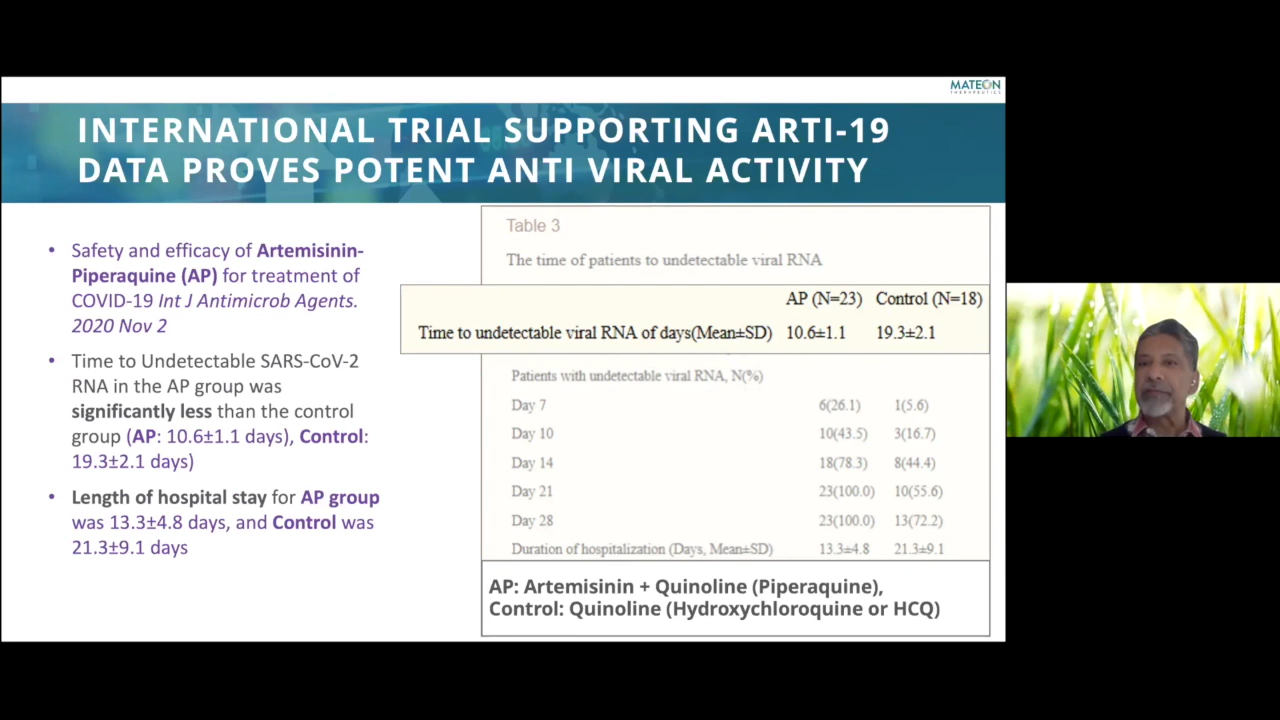 MATEON
THERAPEUTICS
INTERNATIONAL TRIAL SUPPORTING ARTI-19
DATA PROVES POTENT ANTI VIRAL ACTIVITY
• Safety and efficacy of Artemisinin-
Piperaquine (AP) for treatment of
COVID-19 Int J Antimicrob Agents.
2020 Nov 2
• Time to Undetectable SARS-CoV-2
RNA in the AP group was
significantly less than the control
group (AP: 10.6±1.1 days), Control:
19.3±2.1 days)
• Length of hospital stay for AP group
was 13.3±4.8 days, and Control was
21.3±9.1 days
Table 3
The time of patients to undetectable viral RNA
AP (N=23) Control (N=18)
Time to undetectable viral RNA of days(Mean±SD) 10.6±1.1 19.3±2.1
Patients with undetectable viral RNA, N(%)
Day 7 6(26.1) 1(5.6)
Day 10 10(43.5) 3(16.7)
Day 14 18(78.3) 8(44.4)
Day 21 23(100.0) 10(55.6)
Day 28 23(100.0) 13(72.2)
Duration of hospitalization (Days, Mean±SD) 13.3±4.8 21.3±9.1
AP: Artemisinin + Quinoline (Piperaquine),
Control: Quinoline (Hydroxychloroquine or HCQ)